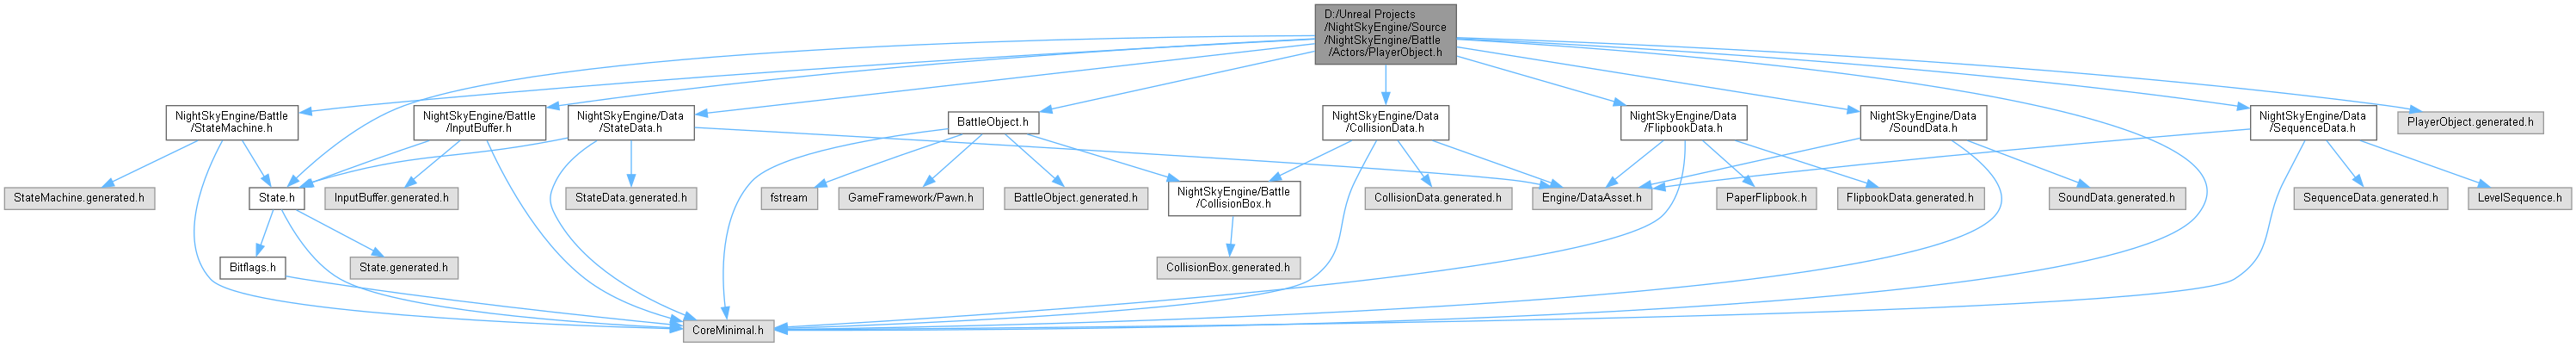 D:/Unreal Projects
/NightSkyEngine/Source
/NightSkyEngine/Battle
/Actors/PlayerObject.h
NightSkyEngine/Battle
/StateMachine.h
NightSkyEngine/Battle
/InputBuffer.h
NightSkyEngine/Data
/StateData.h
BattleObject.h
NightSkyEngine/Data
/CollisionData.h
NightSkyEngine/Data
/FlipbookData.h
NightSkyEngine/Data
/SoundData.h
NightSkyEngine/Data
/SequenceData.h
PlayerObject.generated.h
StateMachine.generated.h
State.h
InputBuffer.generated.h
StateData.generated.h
fstream
GameFramework/Pawn.h
BattleObject.generated.h
NightSkyEngine/Battle
/CollisionBox.h
CollisionData.generated.h
Engine/DataAsset.h
PaperFlipbook.h
FlipbookData.generated.h
SoundData.generated.h
SequenceData.generated.h
LevelSequence.h
Bitflags.h
State.generated.h
CollisionBox.generated.h
CoreMinimal.h